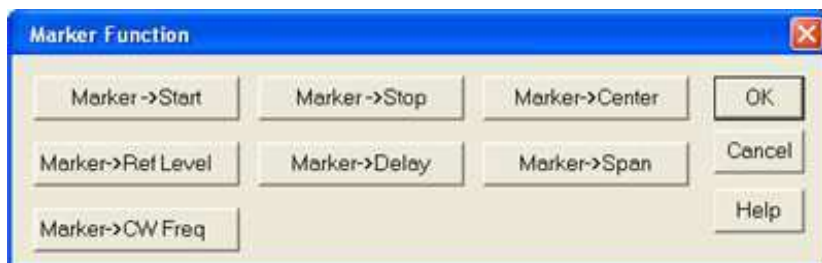 Marker Function
Marker->Start
Marker->Stop
Marker->Center
OK
Marker->Ref Level
Marker->Delay
Marker->Span
Cancel
Marker->CW Freq
Help